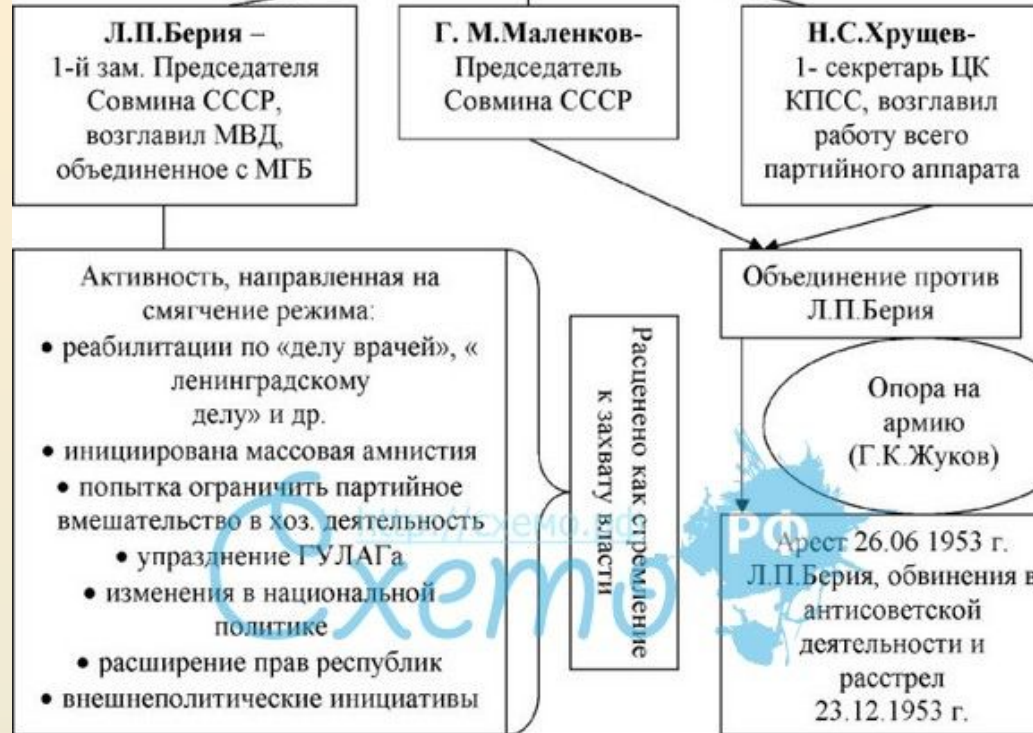 Л.П.Берия –
1-й зам. Председателя
Совмина СССР,
возглавил МВД,
объединенное с МГБ
Г. М.Маленков-
Председатель
Совмина СССР
Н.С.Хрущев-
1- секретарь ЦК
КПСС, возглавил
работу всего
партийного аппарата
Активность, направленная на
смягчение режима:
• реабилитации по «делу врачей», «
ленинградскому
делу» и др.
• инициирована массовая амнистия
• попытка ограничить партийное
вмешательство в хоз. деятельность
• упразднение ГУЛАГа
• изменения в национальной
политике
• расширение прав республик
• внешнеполитические инициативы
Расценено как стремление
к захвату власти
Объединение против
Л.П.Берия
Опора на
армию
(Г.К.Жуков)
Арест 26.06 1953 г.
Л.П.Берия, обвинения в
антисоветской
деятельности и
расстрел
23.12.1953 г.
http://схемо.рф
Схемо
РФ